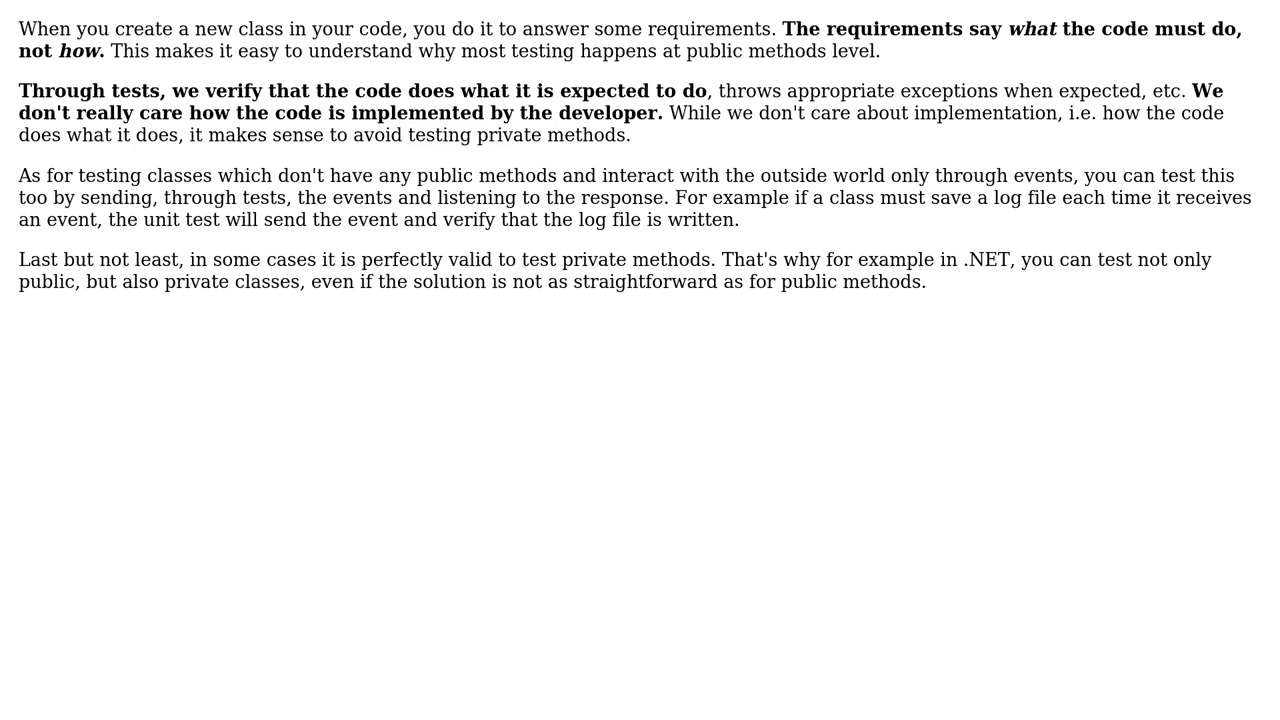 When you create a new class in your code, you do it to answer some requirements. The requirements say what the code must do,
not how. This makes it easy to understand why most testing happens at public methods level.
Through tests, we verify that the code does what it is expected to do, throws appropriate exceptions when expected, etc. We
don't really care how the code is implemented by the developer. While we don't care about implementation, i.e. how the code
does what it does, it makes sense to avoid testing private methods.
As for testing classes which don't have any public methods and interact with the outside world only through events, you can test this
too by sending, through tests, the events and listening to the response. For example if a class must save a log file each time it receives
an event, the unit test will send the event and verify that the log file is written.
Last but not least, in some cases it is perfectly valid to test private methods. That's why for example in .NET, you can test not only
public, but also private classes, even if the solution is not as straightforward as for public methods.